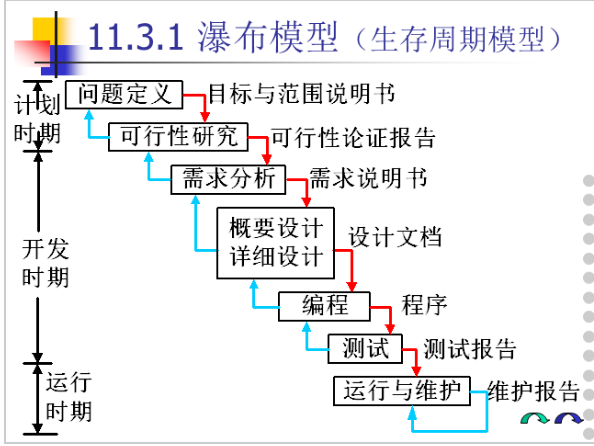 11.3.1 瀑布模型（生存周期模型）
计划
时期
问题定义
目标与范围说明书
可行性研究
可行性论证报告
需求分析
需求说明书
开发
时期
概要设计
详细设计
设计文档
编程
程序
测试
测试报告
运行
时期
运行与维护
维护报告